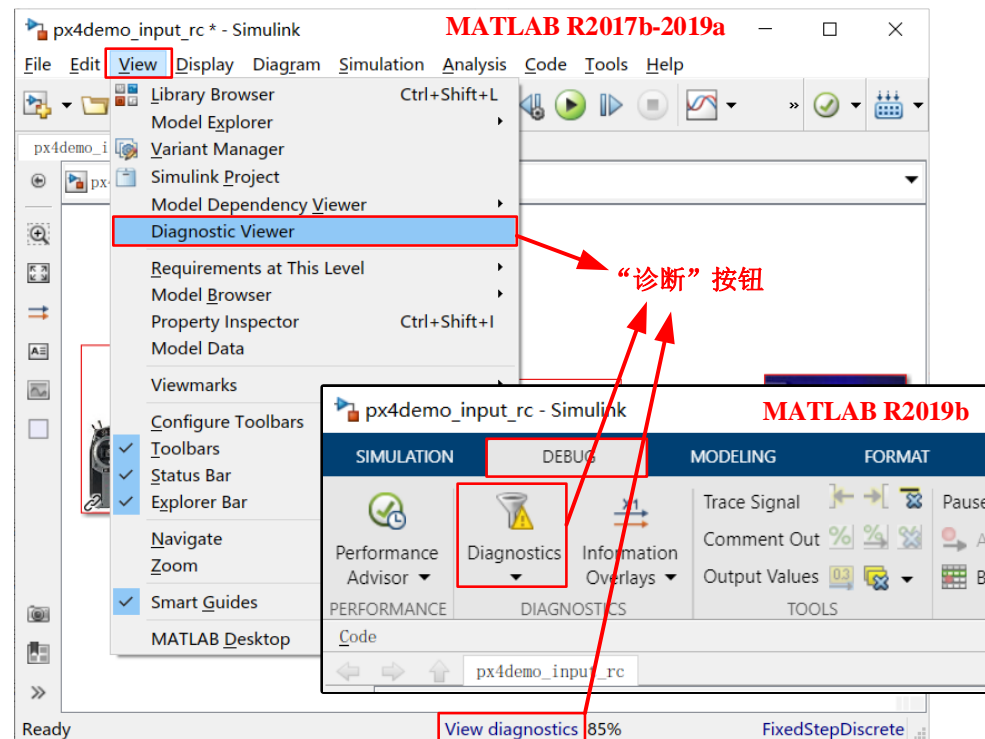 px4demo_input_rc * - Simulink
MATLAB R2017b-2019a
File Edit View Display Diagram Simulation Analysis Code Tools Help
Library Browser Ctrl+Shift+L
Model Explorer
»
px4demo_i
Variant Manager
Simulink Project
px
Model Dependency Viewer
Diagnostic Viewer
Requirements at This Level
“诊断”按钮
Model Browser
Property Inspector Ctrl+Shift+I
Model Data
Viewmarks
Configure Toolbars
Toolbars
Status Bar
Explorer Bar
Navigate
Zoom
Smart Guides
MATLAB Desktop
px4demo_input_rc - Simulink
MATLAB R2019b
SIMULATION DEBUG MODELING FORMAT
Performance Advisor
Diagnostics
Information Overlays
Trace Signal
Comment Out
Output Values
Pause
A
B
PERFORMANCE DIAGNOSTICS TOOLS
Code
px4demo_input_rc
Ready
View diagnostics 85%
FixedStepDiscrete